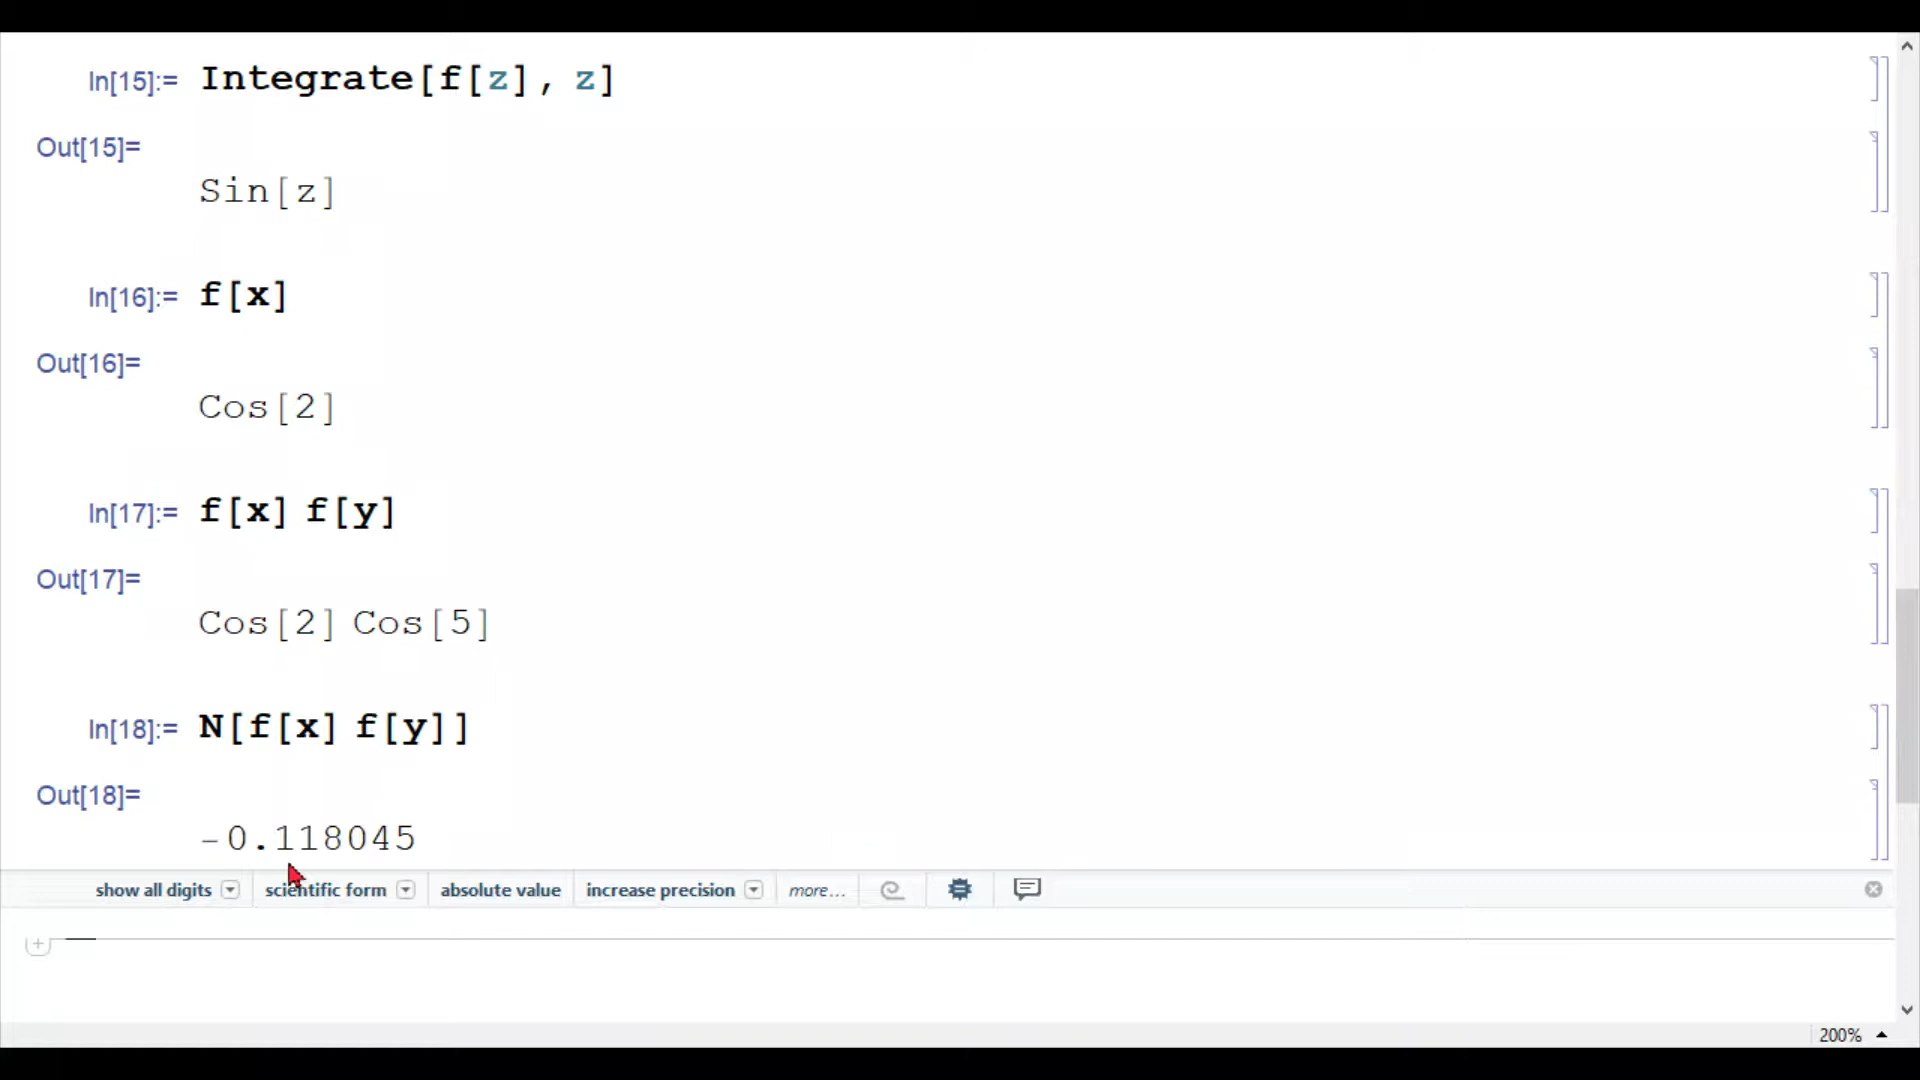 In[15]:= Integrate[f[z], z]
Out[15]=
Sin[z]
In[16]:= f[x]
Out[16]=
Cos[2]
In[17]:= f[x] f[y]
Out[17]=
Cos[2] Cos[5]
In[18]:= N[f[x] f[y]]
Out[18]=
-0.118045
show all digits scientific form absolute value increase precision more...
200%